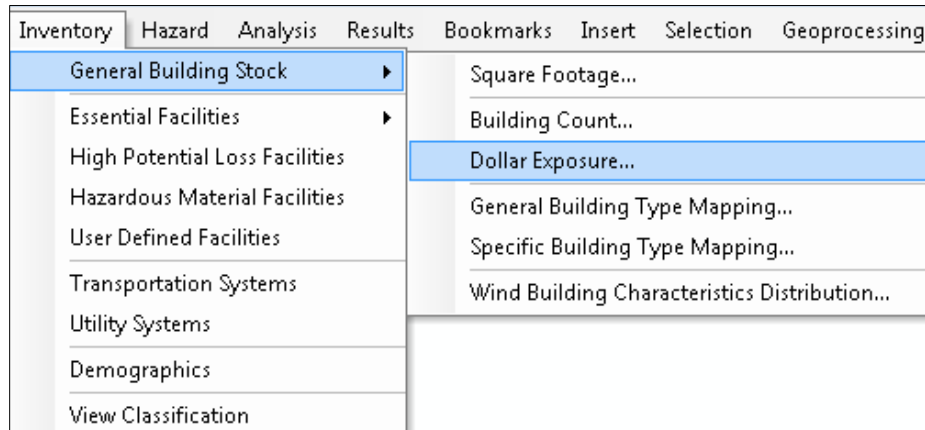 Inventory Hazard Analysis Results Bookmarks Insert Selection Geoprocessing
General Building Stock
Essential Facilities
High Potential Loss Facilities
Hazardous Material Facilities
User Defined Facilities
Transportation Systems
Utility Systems
Demographics
View Classification
Square Footage...
Building Count...
Dollar Exposure...
General Building Type Mapping...
Specific Building Type Mapping...
Wind Building Characteristics Distribution...